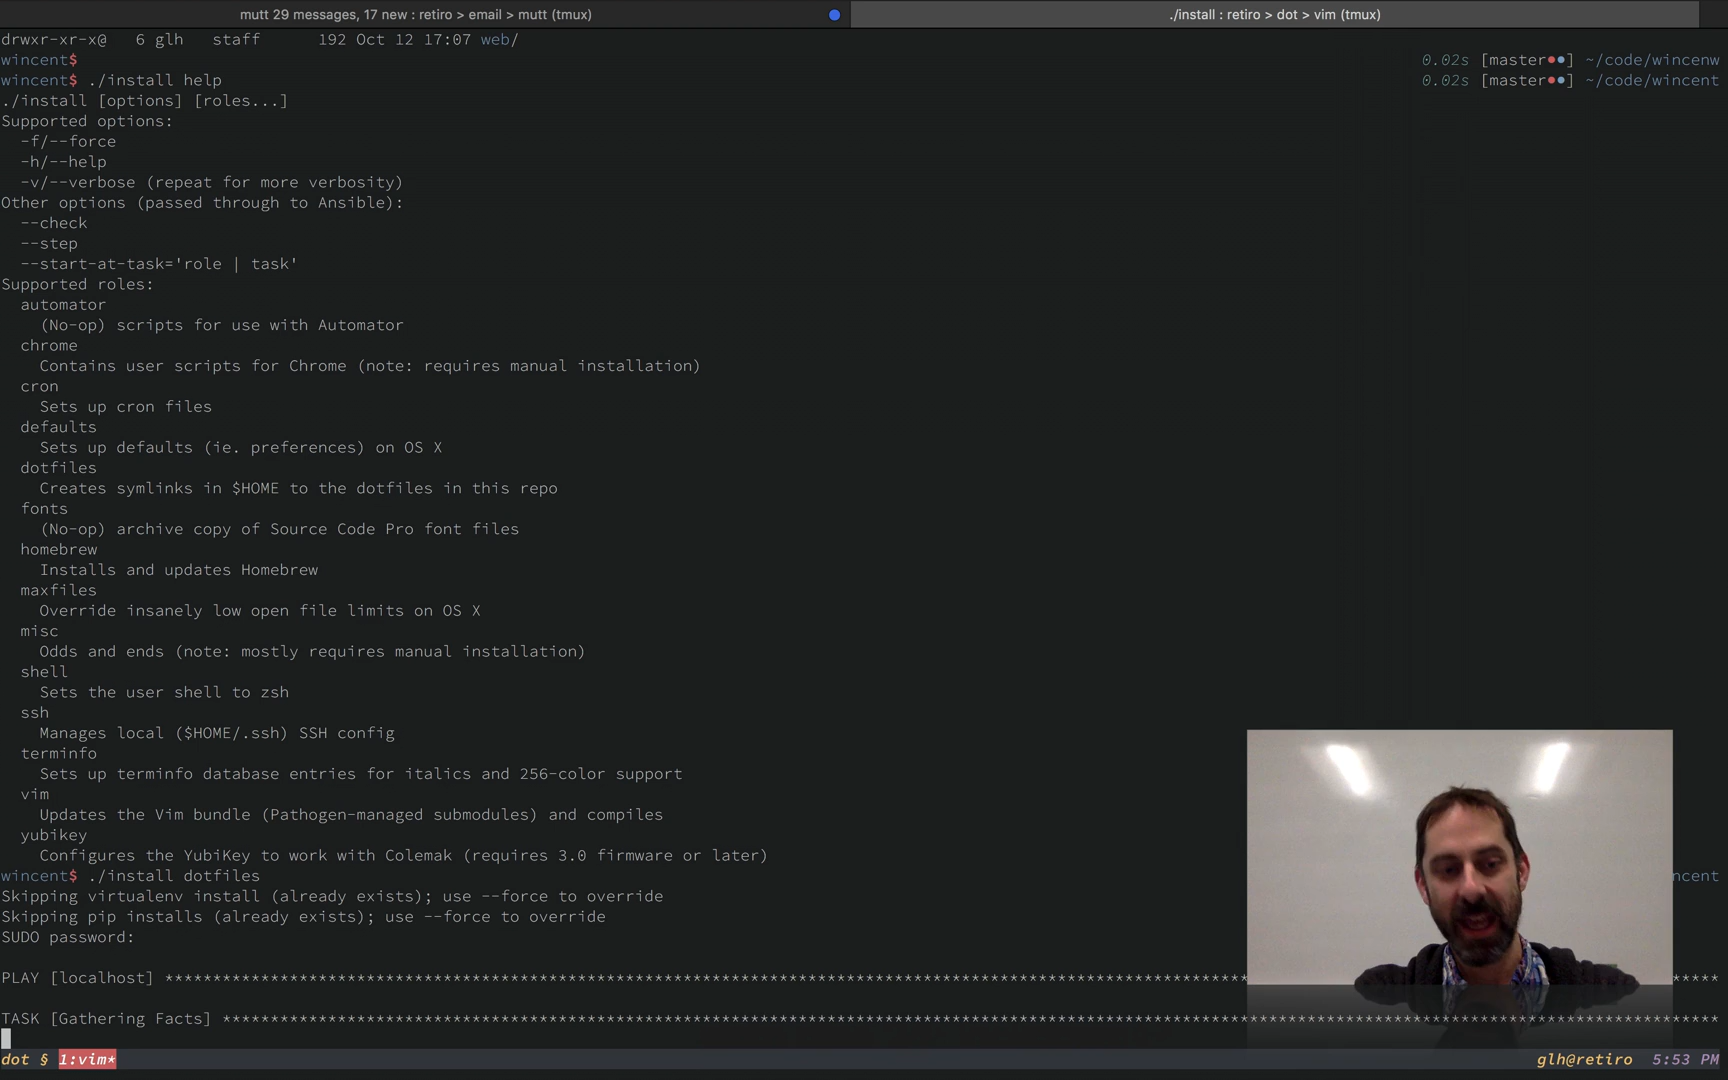 mutt 29 messages, 17 new : retiro > email > mutt (tmux)
./install : retiro > dot > vim (tmux)
drwxr-xr-x@   6 glh   staff      192 Oct 12 17:07 web/
wincent$ 0.02s [master●●] ~/code/wincenw
wincent$ ./install help 0.02s [master●●] ~/code/wincent
./install [options] [roles...]
Supported options:
  -f/--force
  -h/--help
  -v/--verbose (repeat for more verbosity)
Other options (passed through to Ansible):
  --check
  --step
  --start-at-task='role | task'
Supported roles:
  automator
    (No-op) scripts for use with Automator
  chrome
    Contains user scripts for Chrome (note: requires manual installation)
  cron
    Sets up cron files
  defaults
    Sets up defaults (ie. preferences) on OS X
  dotfiles
    Creates symlinks in $HOME to the dotfiles in this repo
  fonts
    (No-op) archive copy of Source Code Pro font files
  homebrew
    Installs and updates Homebrew
  maxfiles
    Override insanely low open file limits on OS X
  misc
    Odds and ends (note: mostly requires manual installation)
  shell
    Sets the user shell to zsh
  ssh
    Manages local ($HOME/.ssh) SSH config
  terminfo
    Sets up terminfo database entries for italics and 256-color support
  vim
    Updates the Vim bundle (Pathogen-managed submodules) and compiles
  yubikey
    Configures the YubiKey to work with Colemak (requires 3.0 firmware or later)
wincent$ ./install dotfiles ncent
Skipping virtualenv install (already exists); use --force to override
Skipping pip installs (already exists); use --force to override
SUDO password:
PLAY [localhost] *****************************************************************************************************************
TASK [Gathering Facts] ***********************************************************************************************************
dot § 1:vim* glh@retiro 5:53 PM